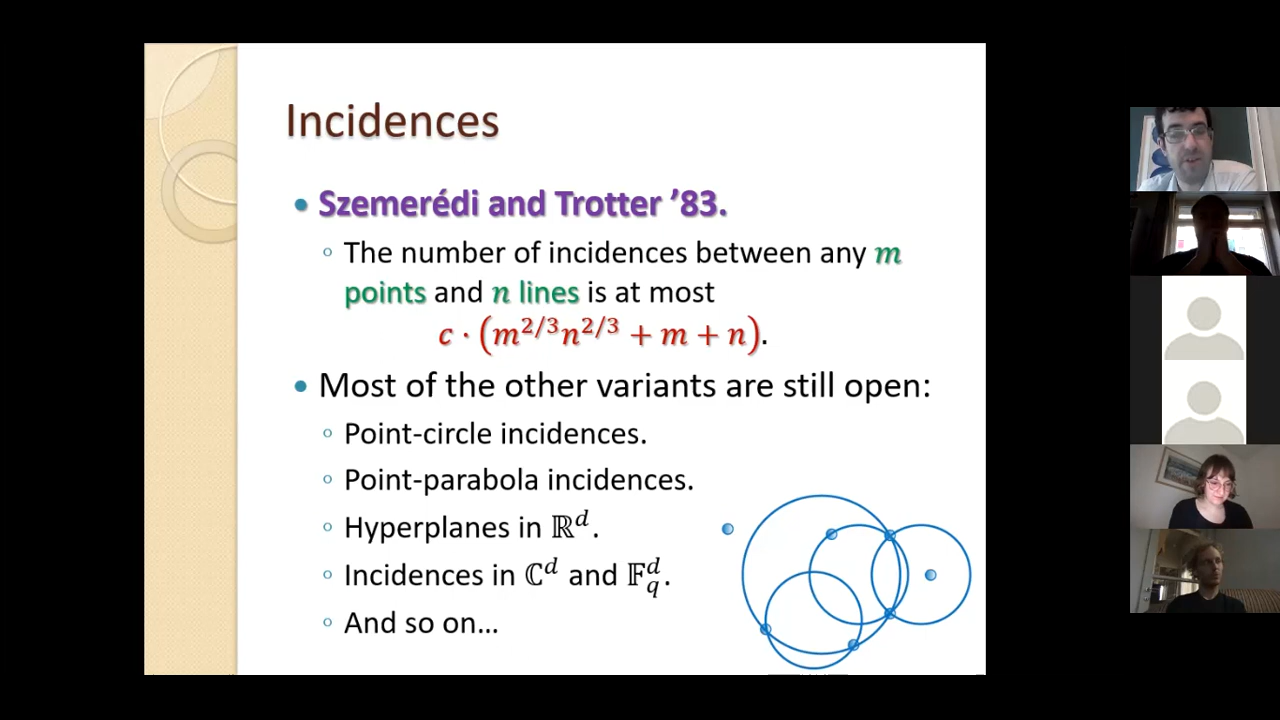 Incidences
• Szemerédi and Trotter ’83.
◦ The number of incidences between any m
points and n lines is at most
c · (m^{2/3}n^{2/3} + m + n).
• Most of the other variants are still open:
◦ Point-circle incidences.
◦ Point-parabola incidences.
◦ Hyperplanes in ℝ^d.
◦ Incidences in ℂ^d and 𝔽_q^d.
◦ And so on…